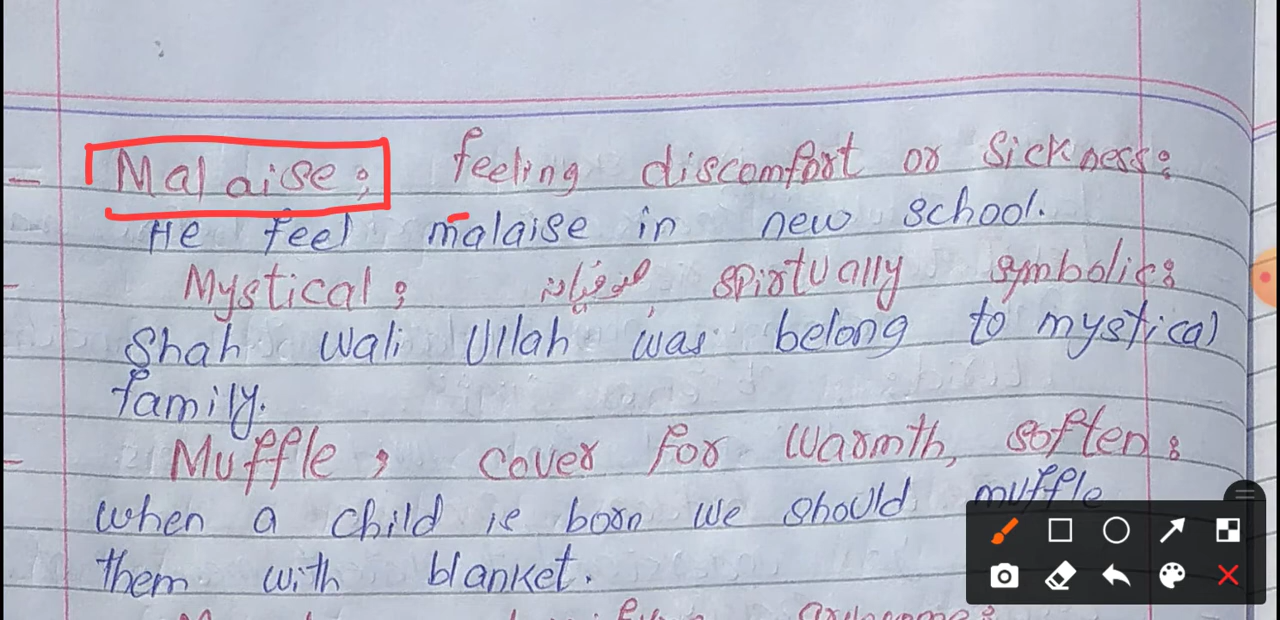 Malaise; feeling discomfort or Sickness:
He feel malaise in new school.
Mystical; صوفیانہ spirtually symbolic:
Shah Wali Ullah was belong to mystical
family.
Muffle, cover for warmth, soften:
when a child is born we should muffle
them with blanket.